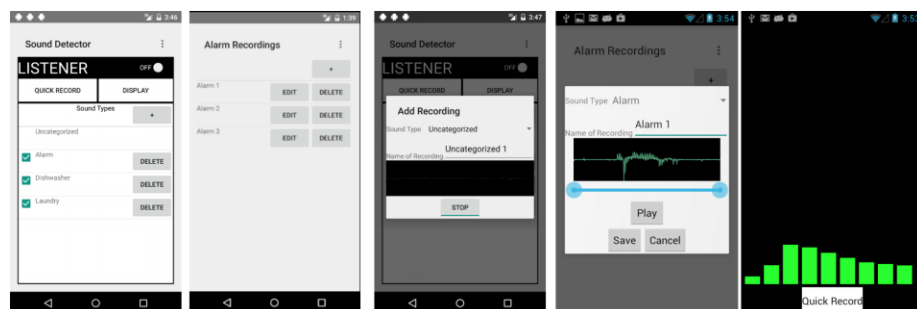 3:46
Sound Detector
LISTENER OFF
QUICK RECORD DISPLAY
Sound Types
+
Uncategorized
Alarm
DELETE
Dishwasher
DELETE
Laundry
DELETE
1:39
Alarm Recordings
+
Alarm 1
EDIT DELETE
Alarm 2
EDIT DELETE
Alarm 3
EDIT DELETE
3:47
Sound Detector
LISTENER OFF
QUICK RECORD DISPLAY
Add Recording
Sound Type Uncategorized
Name of Recording Uncategorized 1
STOP
3:54
Alarm Recordings
+
Sound Type Alarm
Name of Recording Alarm 1
Play
Save Cancel
Quick Record